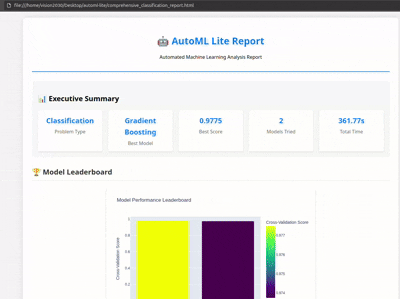 file:///home/vision2030/Desktop/automl-lite/comprehensive_classification_report.html
🤖 AutoML Lite Report
Automated Machine Learning Analysis Report
📊 Executive Summary
Classification
Problem Type
Gradient
Boosting
Best Model
0.9775
Best Score
2
Models Tried
361.77s
Total Time
🏆 Model Leaderboard
Model Performance Leaderboard
Cross-Validation Score
1
0.8
0.6
0.4
0.2
Cross-Validation Score
0.977
0.976
0.975
0.974